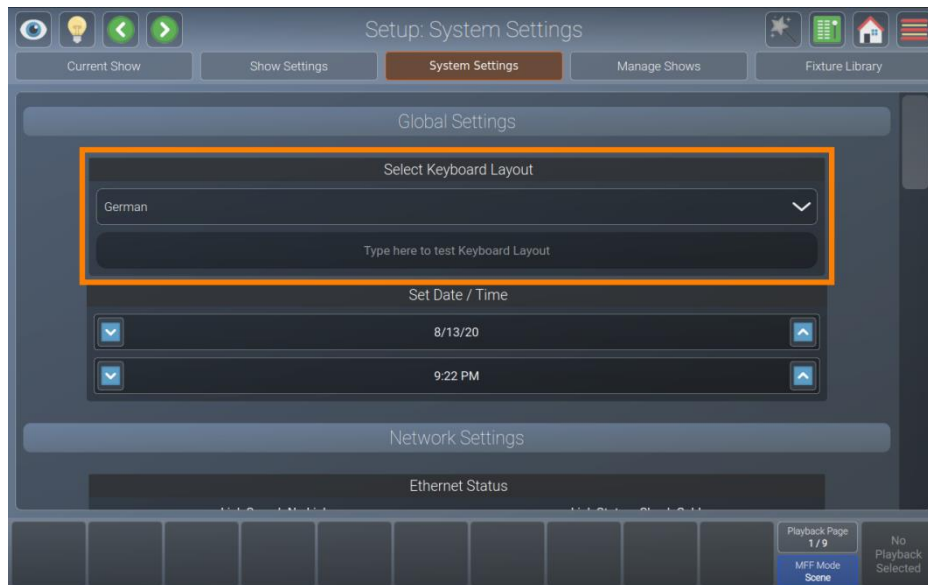 Setup: System Settings
Current Show
Show Settings
System Settings
Manage Shows
Fixture Library
Global Settings
Select Keyboard Layout
German
Type here to test Keyboard Layout
Set Date / Time
8/13/20
9:22 PM
Network Settings
Ethernet Status
Playback Page
1 / 9
MFF Mode
Scene
No
Playback
Selected